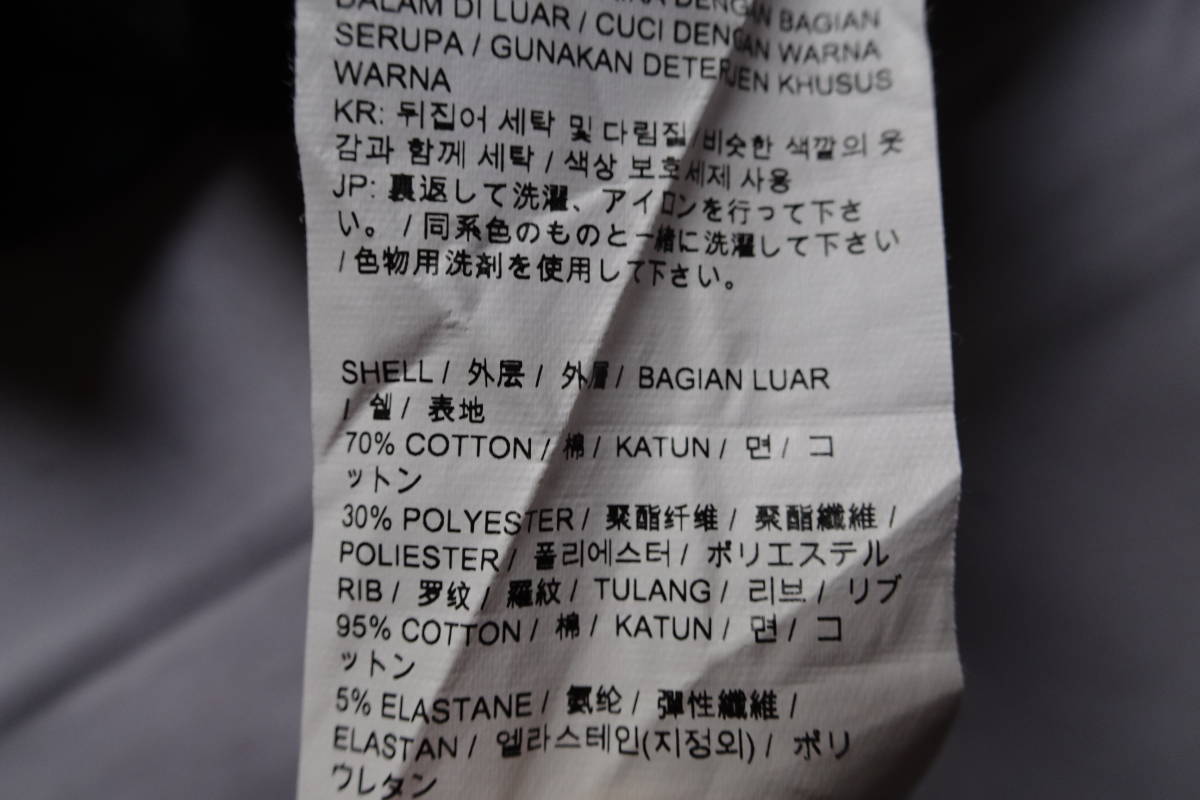 DENGAN BAGIAN
DALAM DI LUAR / CUCI DENGAN WARNA
SERUPA / GUNAKAN DETERJEN KHUSUS
WARNA
KR: 뒤집어 세탁 및 다림질/ 비슷한 색깔의 옷
감과 함께 세탁 / 색상 보호세제 사용
JP: 裏返して洗濯、アイロンを行って下さ
い。 / 同系色のものと一緒に洗濯して下さい
/ 色物用洗剤を使用して下さい。
SHELL / 外层 / 外層 / BAGIAN LUAR
/ 쉘 / 表地
70% COTTON / 棉 / KATUN / 면 / コ
ットン
30% POLYESTER / 聚酯纤维 / 聚酯纖維 /
POLIESTER / 폴리에스터 / ポリエステル
RIB / 罗纹 / 羅紋 / TULANG / 리브 / リブ
95% COTTON / 棉 / KATUN / 면 / コ
ットン
5% ELASTANE / 氨纶 / 彈性纖維 /
ELASTAN / 엘라스테인(지정외) / ポリ
ウレタン